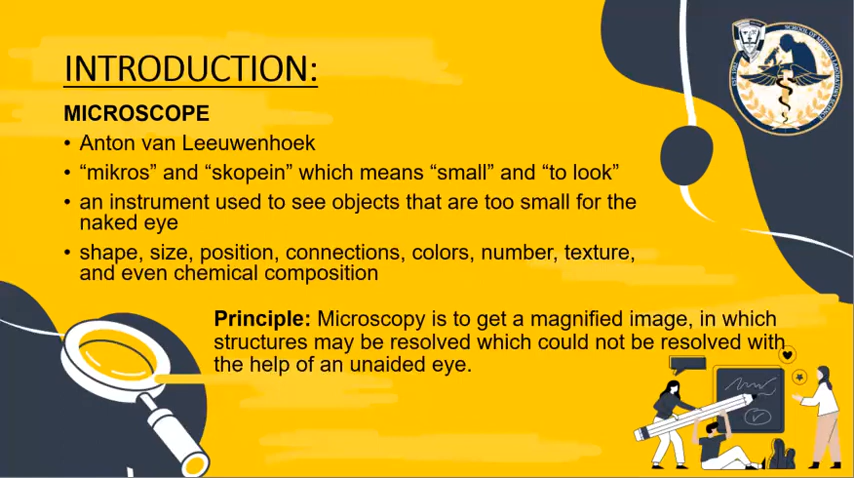 INTRODUCTION:
MICROSCOPE
• Anton van Leeuwenhoek
• “mikros” and “skopein” which means “small” and “to look”
• an instrument used to see objects that are too small for the
naked eye
• shape, size, position, connections, colors, number, texture,
and even chemical composition
Principle: Microscopy is to get a magnified image, in which
structures may be resolved which could not be resolved with
the help of an unaided eye.